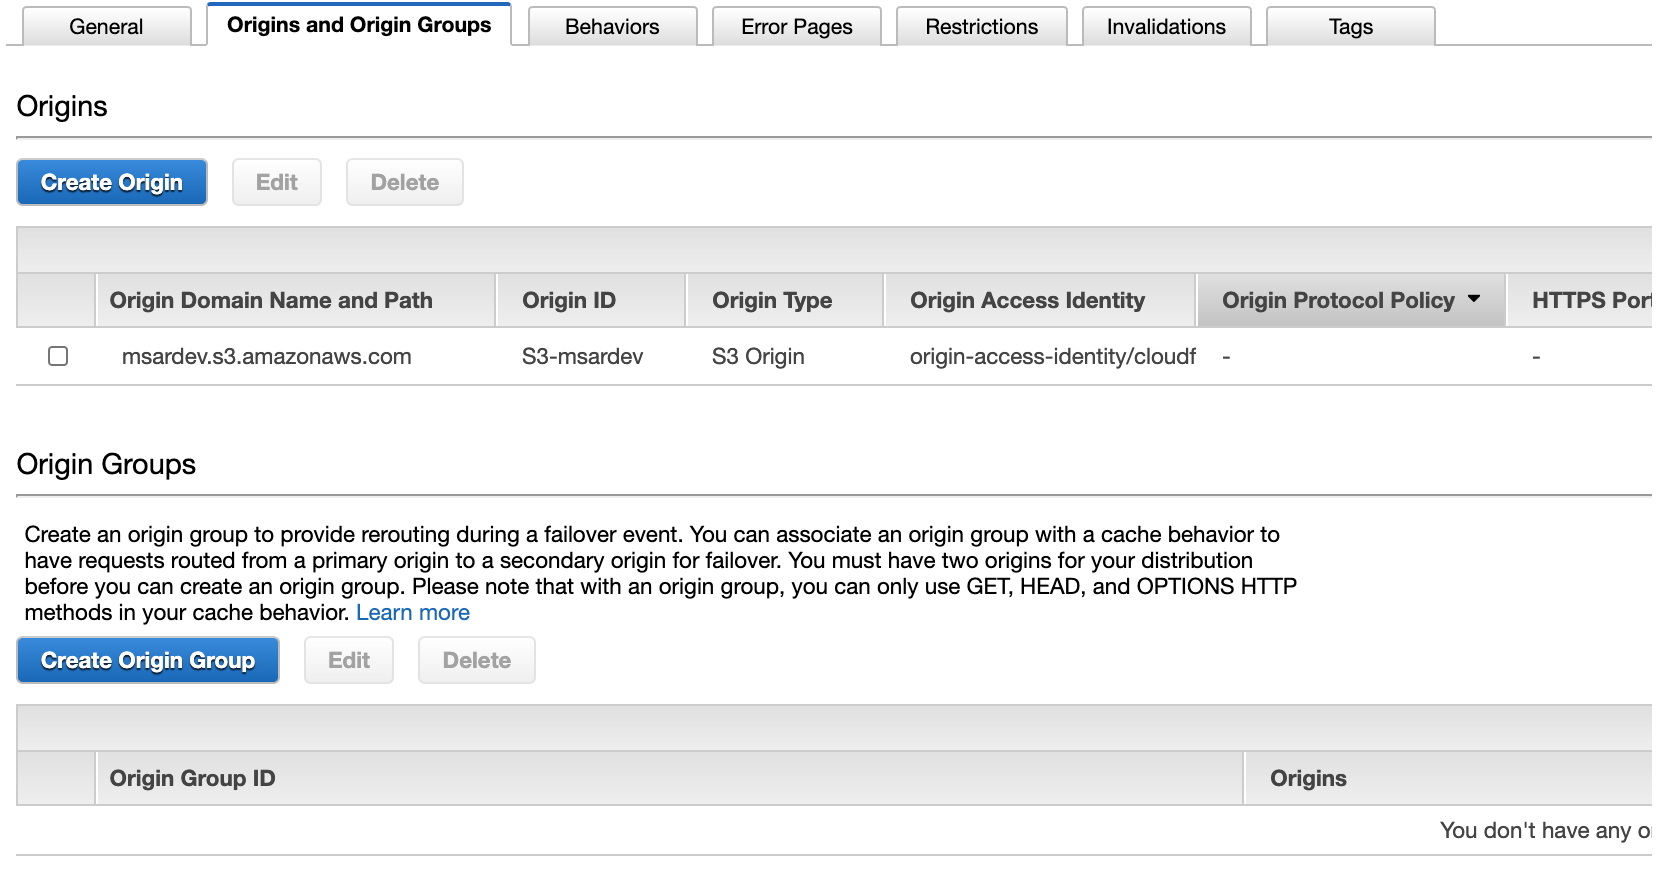 General
Origins and Origin Groups
Behaviors
Error Pages
Restrictions
Invalidations
Tags
Origins
Create Origin
Edit
Delete
Origin Domain Name and Path
Origin ID
Origin Type
Origin Access Identity
Origin Protocol Policy
HTTPS Port
msardev.s3.amazonaws.com
S3-msardev
S3 Origin
origin-access-identity/cloudf
-
-
Origin Groups
Create an origin group to provide rerouting during a failover event. You can associate an origin group with a cache behavior to
have requests routed from a primary origin to a secondary origin for failover. You must have two origins for your distribution
before you can create an origin group. Please note that with an origin group, you can only use GET, HEAD, and OPTIONS HTTP
methods in your cache behavior. Learn more
Create Origin Group
Edit
Delete
Origin Group ID
Origins
You don't have any